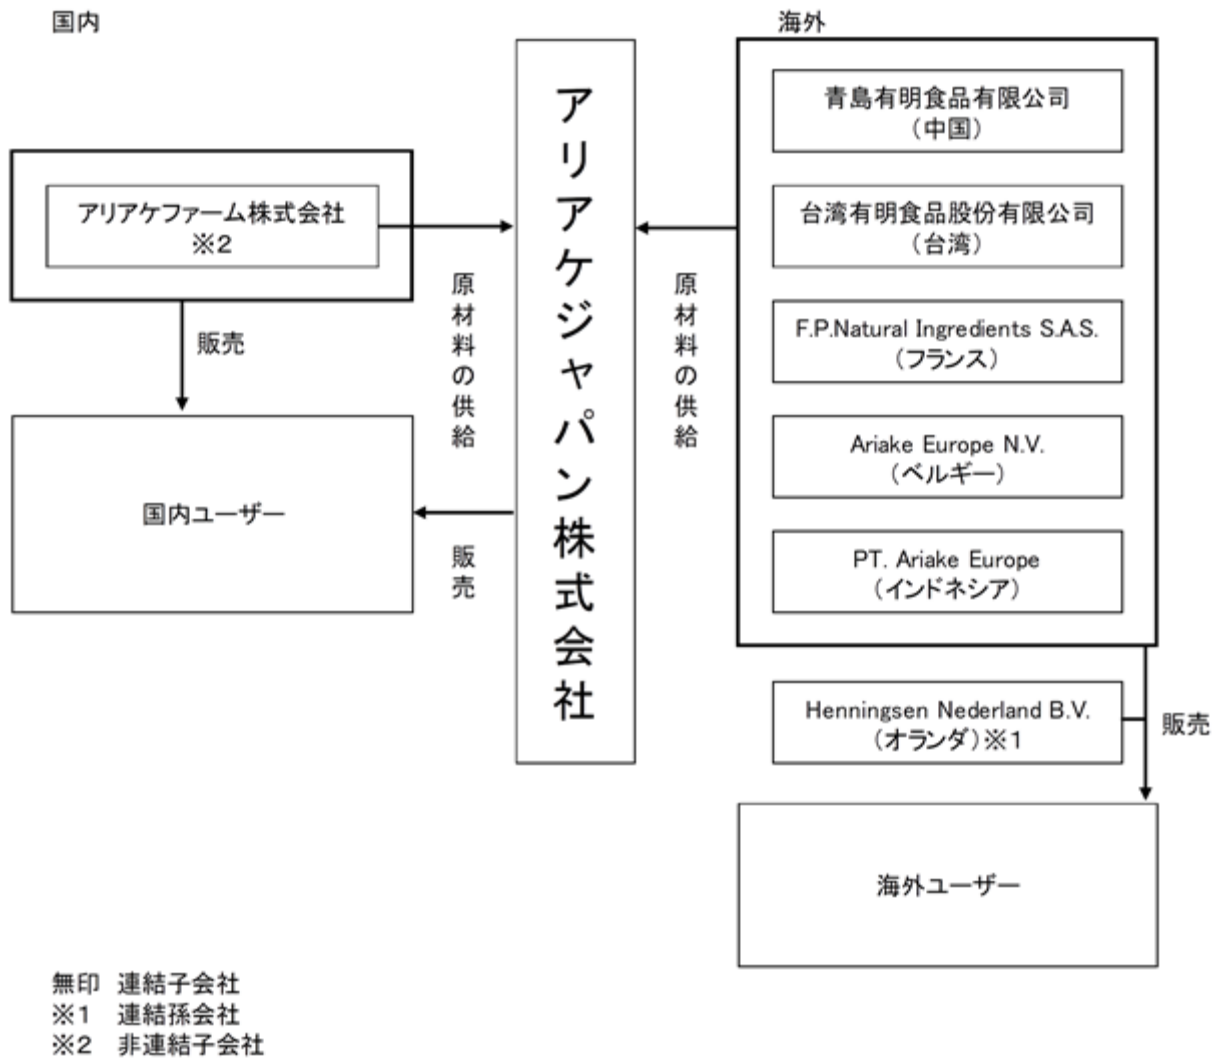 国内
海外
アリアケファーム株式会社
※2
販売
国内ユーザー
原材料の供給
販売
アリアケジャパン株式会社
原材料の供給
青島有明食品有限公司
（中国）
台湾有明食品股份有限公司
（台湾）
F.P.Natural Ingredients S.A.S.
（フランス）
Ariake Europe N.V.
（ベルギー）
PT. Ariake Europe
（インドネシア）
Henningsen Nederland B.V.
（オランダ）※1
販売
海外ユーザー
無印　連結子会社
※1　連結孫会社
※2　非連結子会社